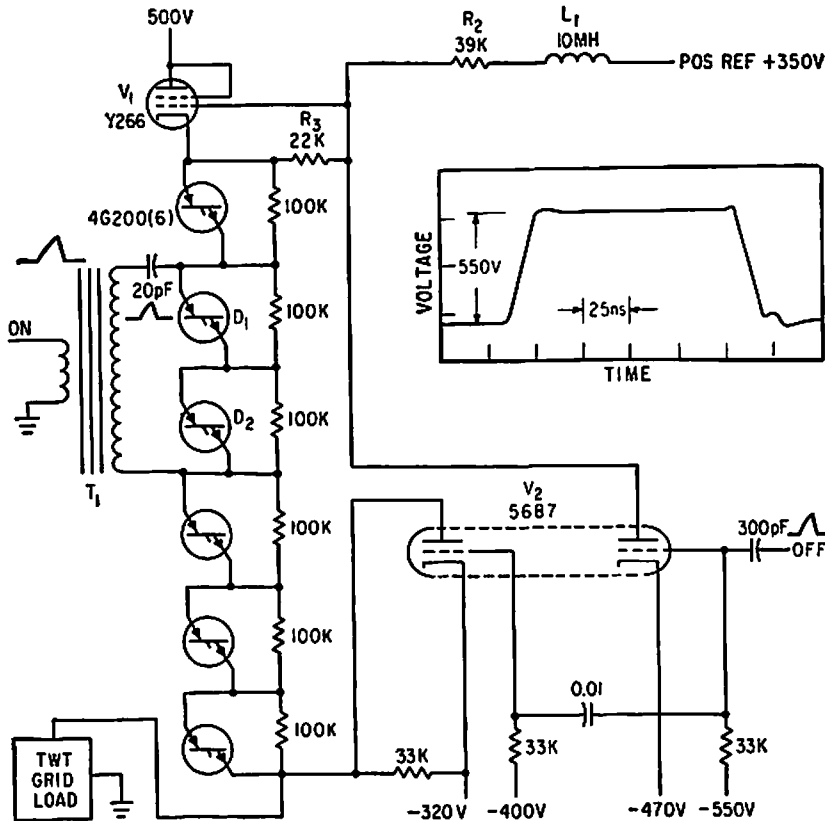 500V
V1
Y266
R2
39K
L1
10MH
POS REF +350V
R3
22K
4G200(6)
100K
20pF
ON
D1
100K
D2
100K
T1
100K
100K
100K
VOLTAGE
550V
25ns
TIME
V2
5687
300pF
OFF
0.01
33K
33K
33K
TWT
GRID
LOAD
-320V
-400V
-470V
-550V